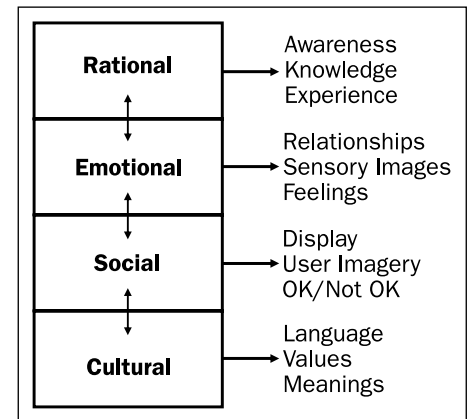 Rational
Awareness
Knowledge
Experience
Emotional
Relationships
Sensory Images
Feelings
Social
Display
User Imagery
OK/Not OK
Cultural
Language
Values
Meanings